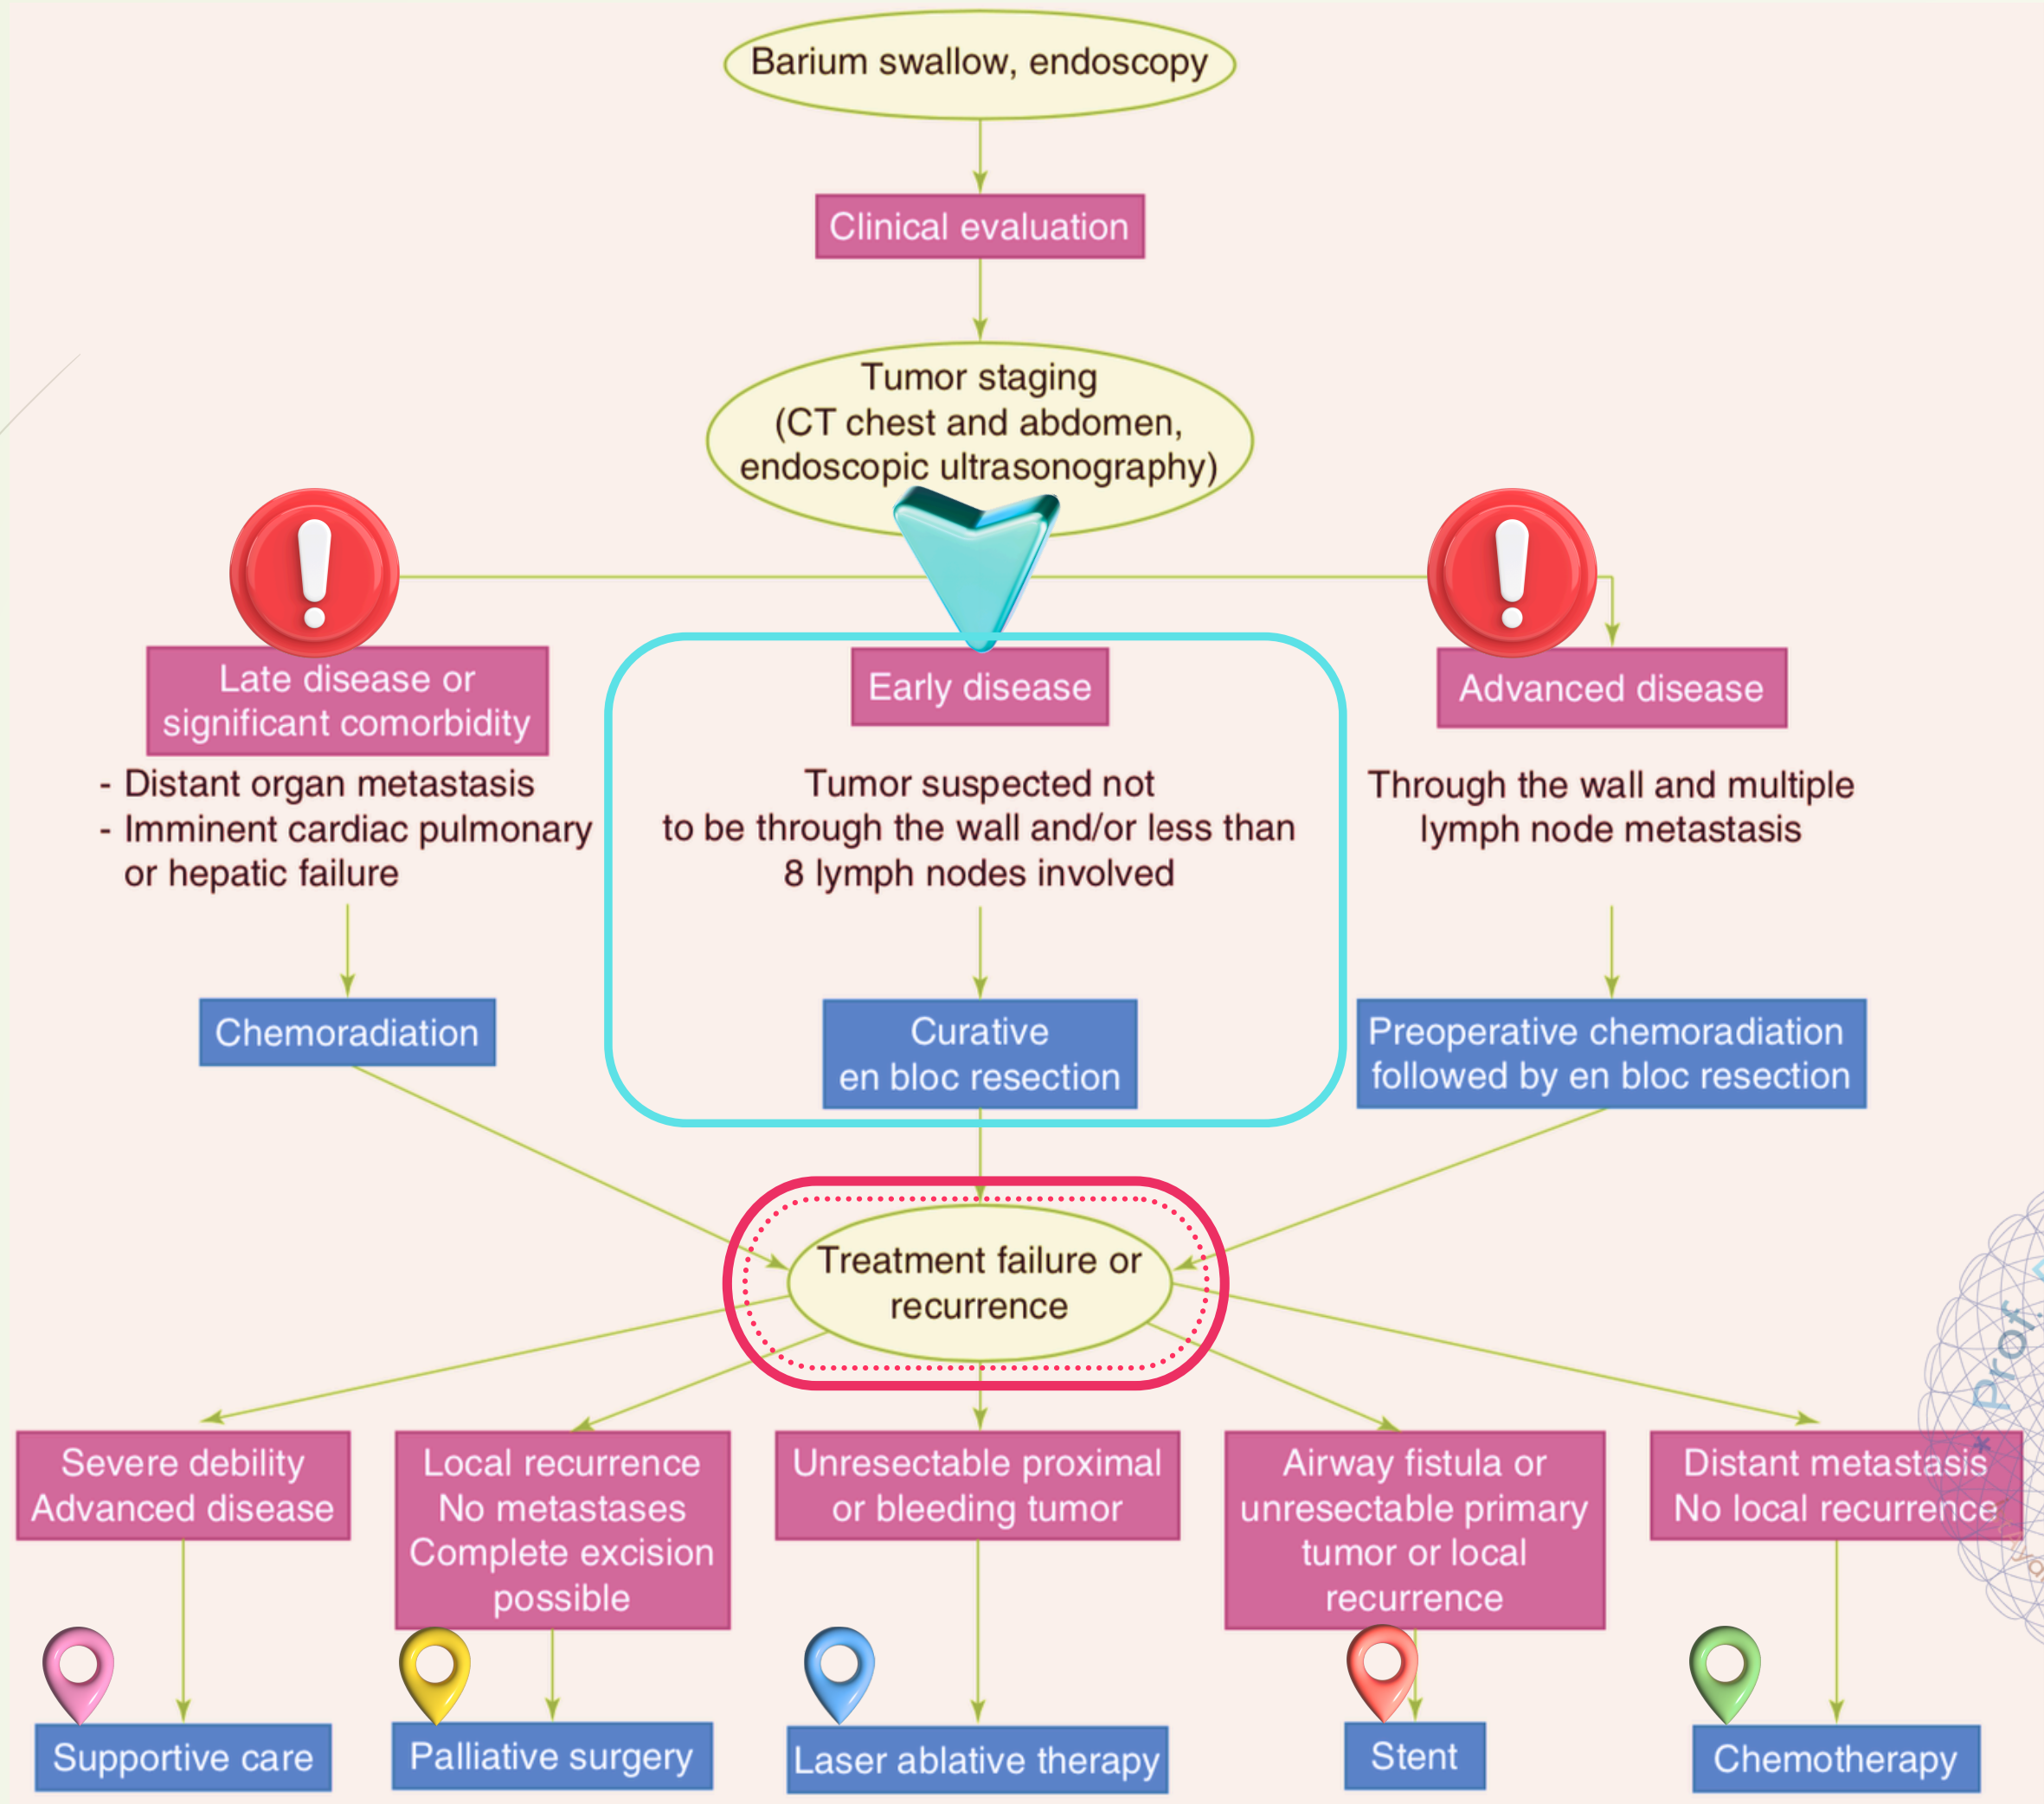 Barium swallow, endoscopy
Clinical evaluation
Tumor staging
(CT chest and abdomen,
endoscopic ultrasonography)
Late disease or
significant comorbidity
- Distant organ metastasis
- Imminent cardiac pulmonary
or hepatic failure
Chemoradiation
Early disease
Tumor suspected not
to be through the wall and/or less than
8 lymph nodes involved
Curative
en bloc resection
Advanced disease
Through the wall and multiple
lymph node metastasis
Preoperative chemoradiation
followed by en bloc resection
Treatment failure or
recurrence
Severe debility
Advanced disease
Supportive care
Local recurrence
No metastases
Complete excision
possible
Palliative surgery
Unresectable proximal
or bleeding tumor
Laser ablative therapy
Airway fistula or
unresectable primary
tumor or local
recurrence
Stent
Distant metastasis
No local recurrence
Chemotherapy
* Prof.